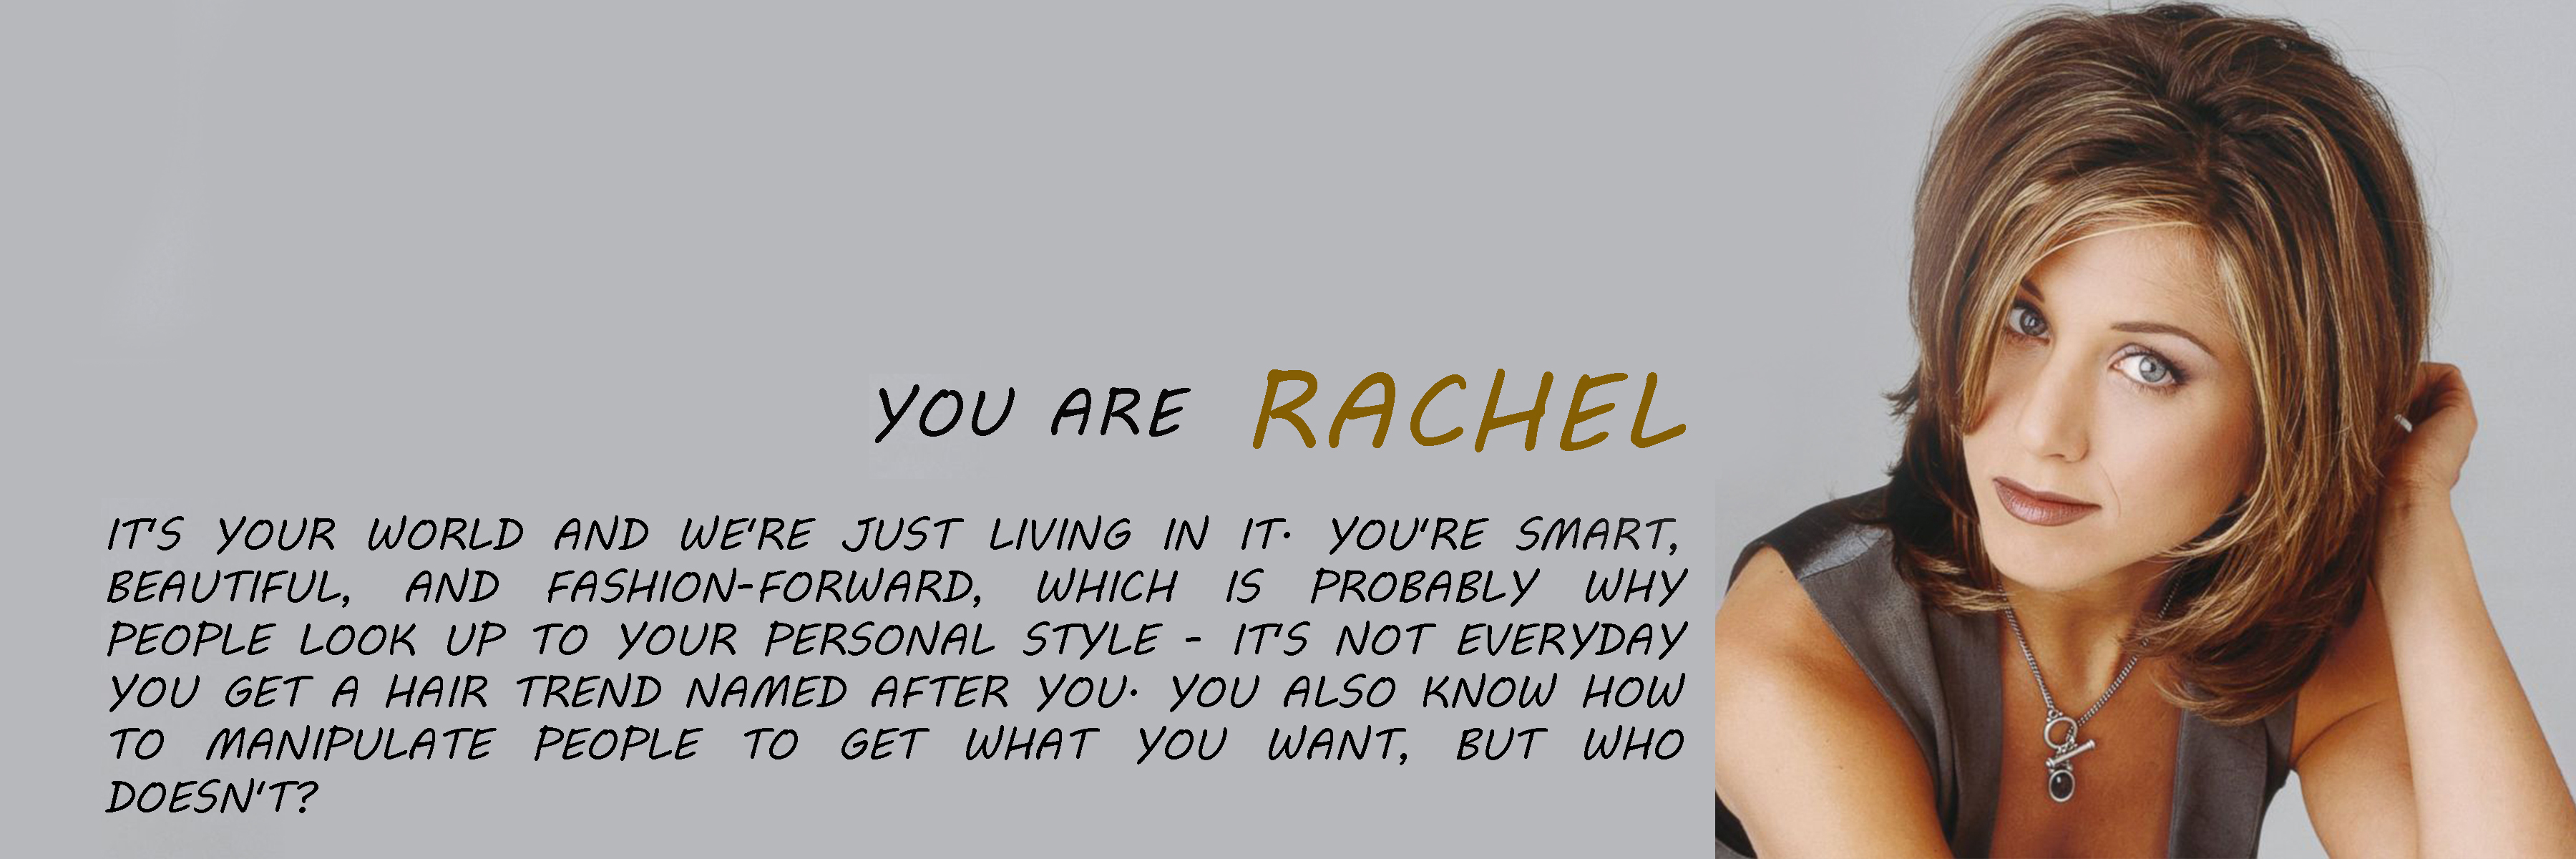 YOU ARE RACHEL
IT'S YOUR WORLD AND WE'RE JUST LIVING IN IT. YOU'RE SMART,
BEAUTIFUL, AND FASHION-FORWARD, WHICH IS PROBABLY WHY
PEOPLE LOOK UP TO YOUR PERSONAL STYLE - IT'S NOT EVERYDAY
YOU GET A HAIR TREND NAMED AFTER YOU. YOU ALSO KNOW HOW
TO MANIPULATE PEOPLE TO GET WHAT YOU WANT, BUT WHO
DOESN'T?